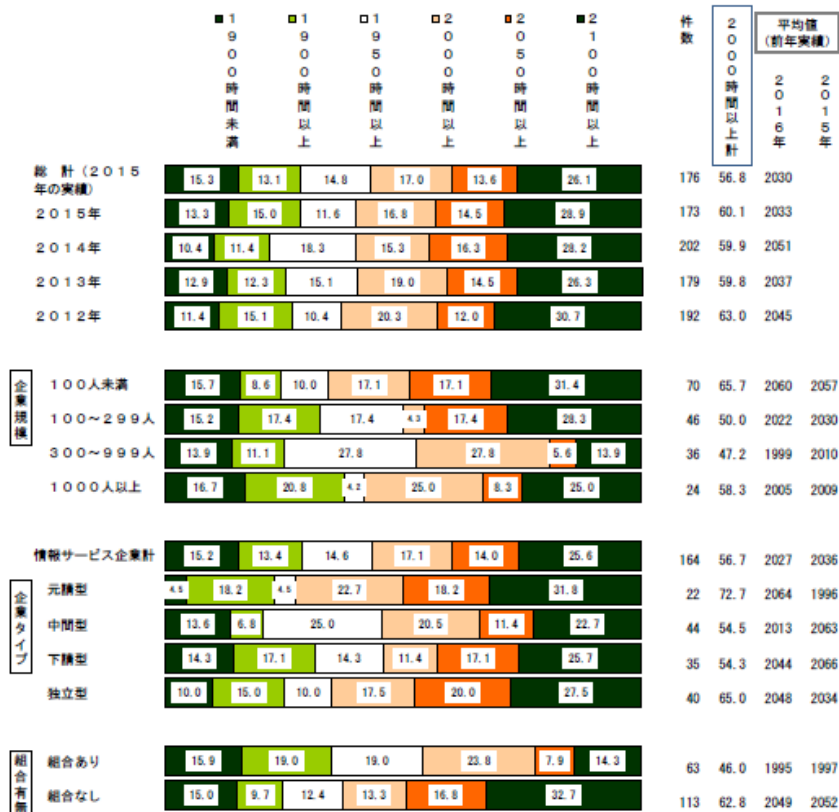 1900時間未満
1900時間以上
1950時間以上
2000時間以上
2050時間以上
2100時間以上
件数
2000時間以上計
平均値
(前年実績)
2016年
2015年
総 計(2015
年の実績) 15.3 13.1 14.8 17.0 13.6 26.1 176 56.8 2030
2015年 13.3 15.0 11.6 16.8 14.5 28.9 173 60.1 2033
2014年 10.4 11.4 18.3 15.3 16.3 28.2 202 59.9 2051
2013年 12.9 12.3 15.1 19.0 14.5 26.3 179 59.8 2037
2012年 11.4 15.1 10.4 20.3 12.0 30.7 192 63.0 2045
企業規模
100人未満 15.7 8.6 10.0 17.1 17.1 31.4 70 65.7 2060 2057
100~299人 15.2 17.4 17.4 4.3 17.4 28.3 46 50.0 2022 2030
300~999人 13.9 11.1 27.8 27.8 5.6 13.9 36 47.2 1999 2010
1000人以上 16.7 20.8 4.2 25.0 8.3 25.0 24 58.3 2005 2009
情報サービス企業計 15.2 13.4 14.6 17.1 14.0 25.6 164 56.7 2027 2036
企業タイプ
元請型 4.5 18.2 4.5 22.7 18.2 31.8 22 72.7 2064 1996
中間型 13.6 6.8 25.0 20.5 11.4 22.7 44 54.5 2013 2063
下請型 14.3 17.1 14.3 11.4 17.1 25.7 35 54.3 2044 2066
独立型 10.0 15.0 10.0 17.5 20.0 27.5 40 65.0 2048 2034
組合有無
組合あり 15.9 19.0 19.0 23.8 7.9 14.3 63 46.0 1995 1997
組合なし 15.0 9.7 12.4 13.3 16.8 32.7 113 62.8 2049 2052